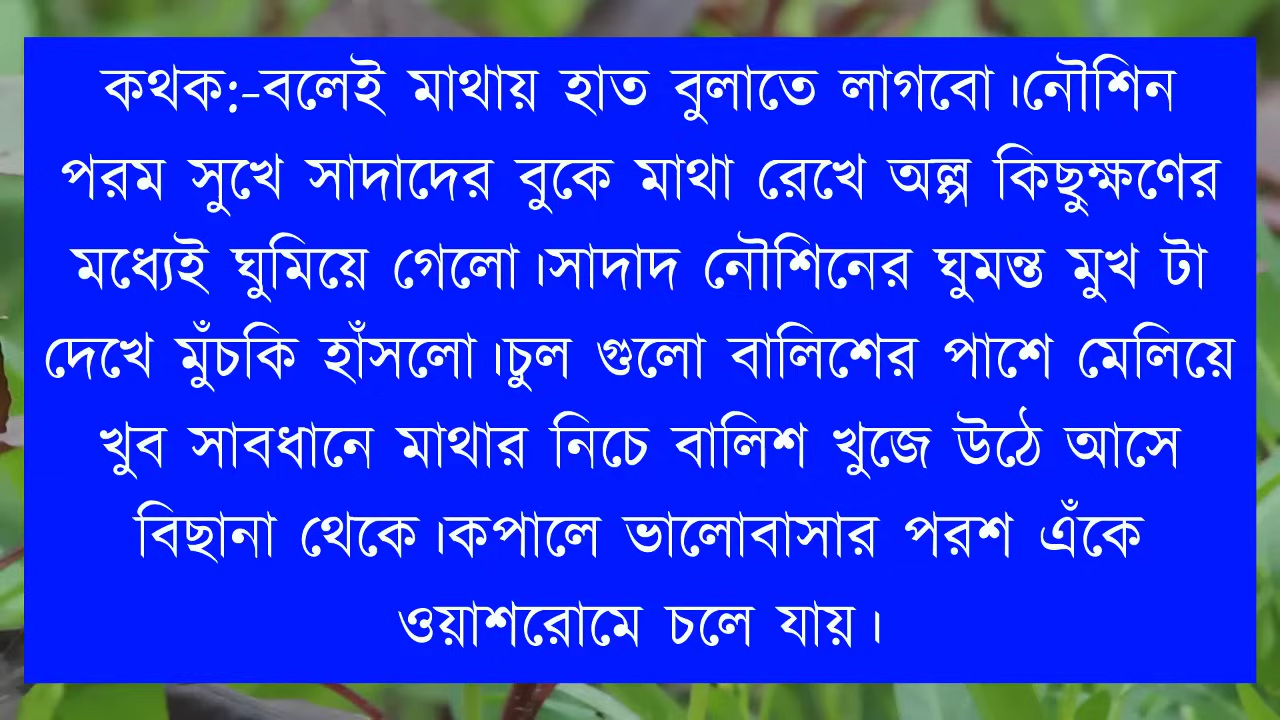 কথক:-বলেই মাথায় হাত বুলাতে লাগবো।নৌশিন
পরম সুখে সাদাদের বুকে মাথা রেখে অল্প কিছুক্ষণের
মধ্যেই ঘুমিয়ে গেলো।সাদাদ নৌশিনের ঘুমন্ত মুখ টা
দেখে মুঁচকি হাঁসলো।চুল গুলো বালিশের পাশে মেলিয়ে
খুব সাবধানে মাথার নিচে বালিশ খুজে উঠে আসে
বিছানা থেকে।কপালে ভালোবাসার পরশ এঁকে
ওয়াশরোমে চলে যায়।